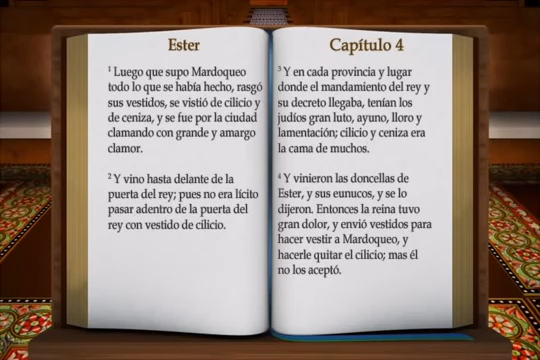 Ester
¹ Luego que supo Mardoqueo
todo lo que se había hecho, rasgó
sus vestidos, se vistió de cilicio y
de ceniza, y se fue por la ciudad
clamando con grande y amargo
clamor.
² Y vino hasta delante de la
puerta del rey; pues no era lícito
pasar adentro de la puerta del
rey con vestido de cilicio.
Capítulo 4
³ Y en cada provincia y lugar
donde el mandamiento del rey y
su decreto llegaba, tenían los
judíos gran luto, ayuno, lloro y
lamentación; cilicio y ceniza era
la cama de muchos.
⁴ Y vinieron las doncellas de
Ester, y sus eunucos, y se lo
dijeron. Entonces la reina tuvo
gran dolor, y envió vestidos para
hacer vestir a Mardoqueo, y
hacerle quitar el cilicio; mas él
no los aceptó.